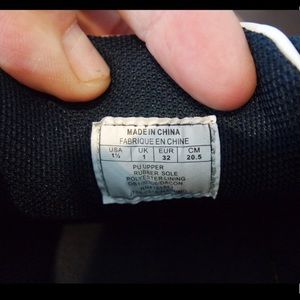 MADE IN CHINA
FABRIQUE EN CHINE
USA UK EUR CM
1½ 1 32 20.5
PU UPPER
RUBBER SOLE
POLYESTER LINING